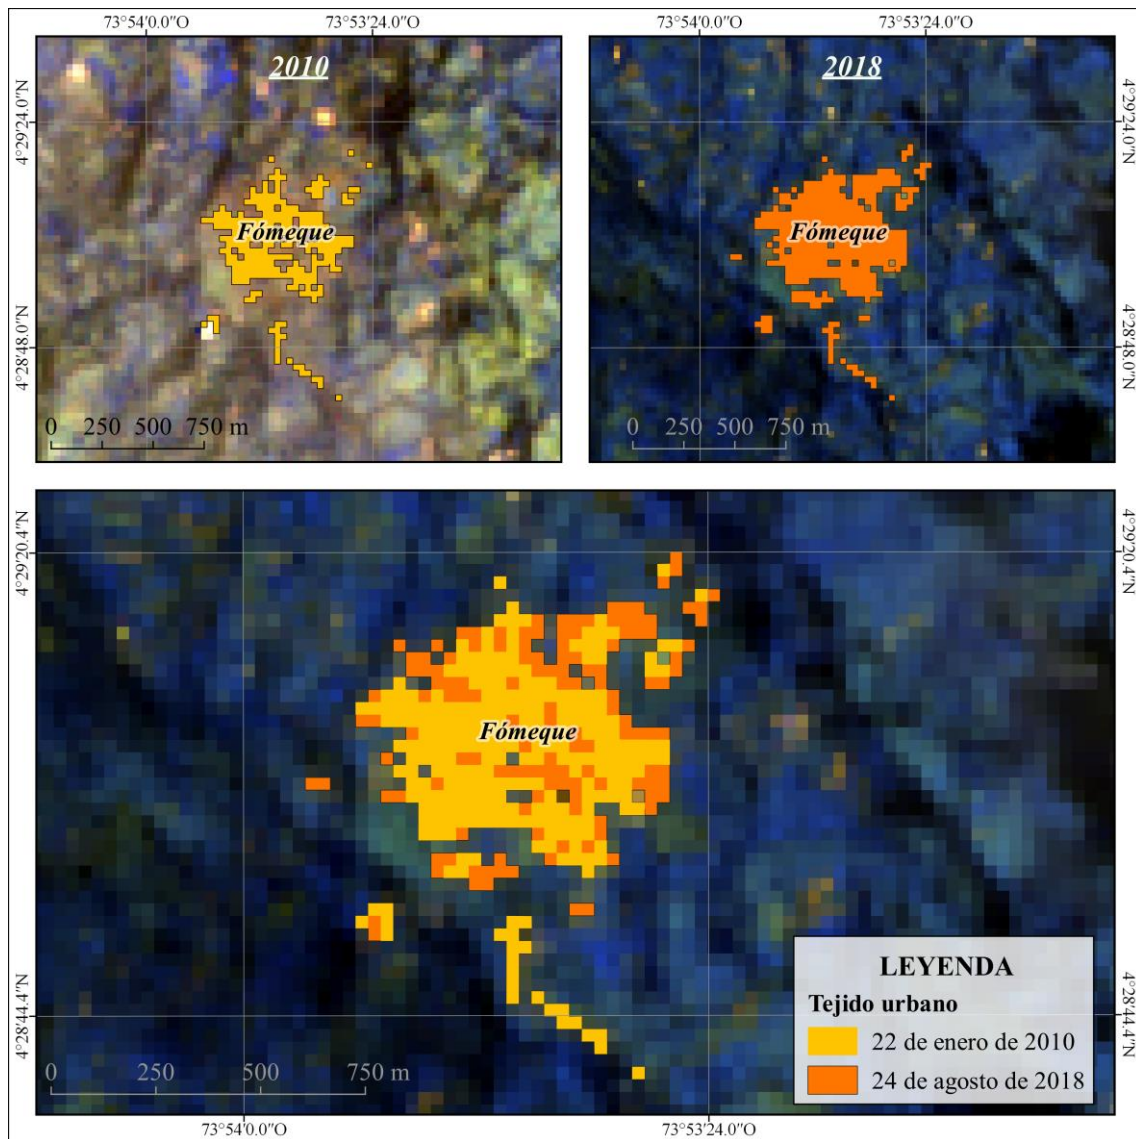 73°54'0.0"O
73°53'24.0"O
73°54'0.0"O
73°53'24.0"O
2010
2018
4°29'24.0"N
4°29'24.0"N
Fómeque
Fómeque
4°28'48.0"N
4°28'48.0"N
0 250 500 750 m
0 250 500 750 m
4°29'20.4"N
4°29'20.4"N
Fómeque
4°28'44.4"N
4°28'44.4"N
LEYENDA
Tejido urbano
22 de enero de 2010
24 de agosto de 2018
0 250 500 750 m
73°54'0.0"O
73°53'24.0"O